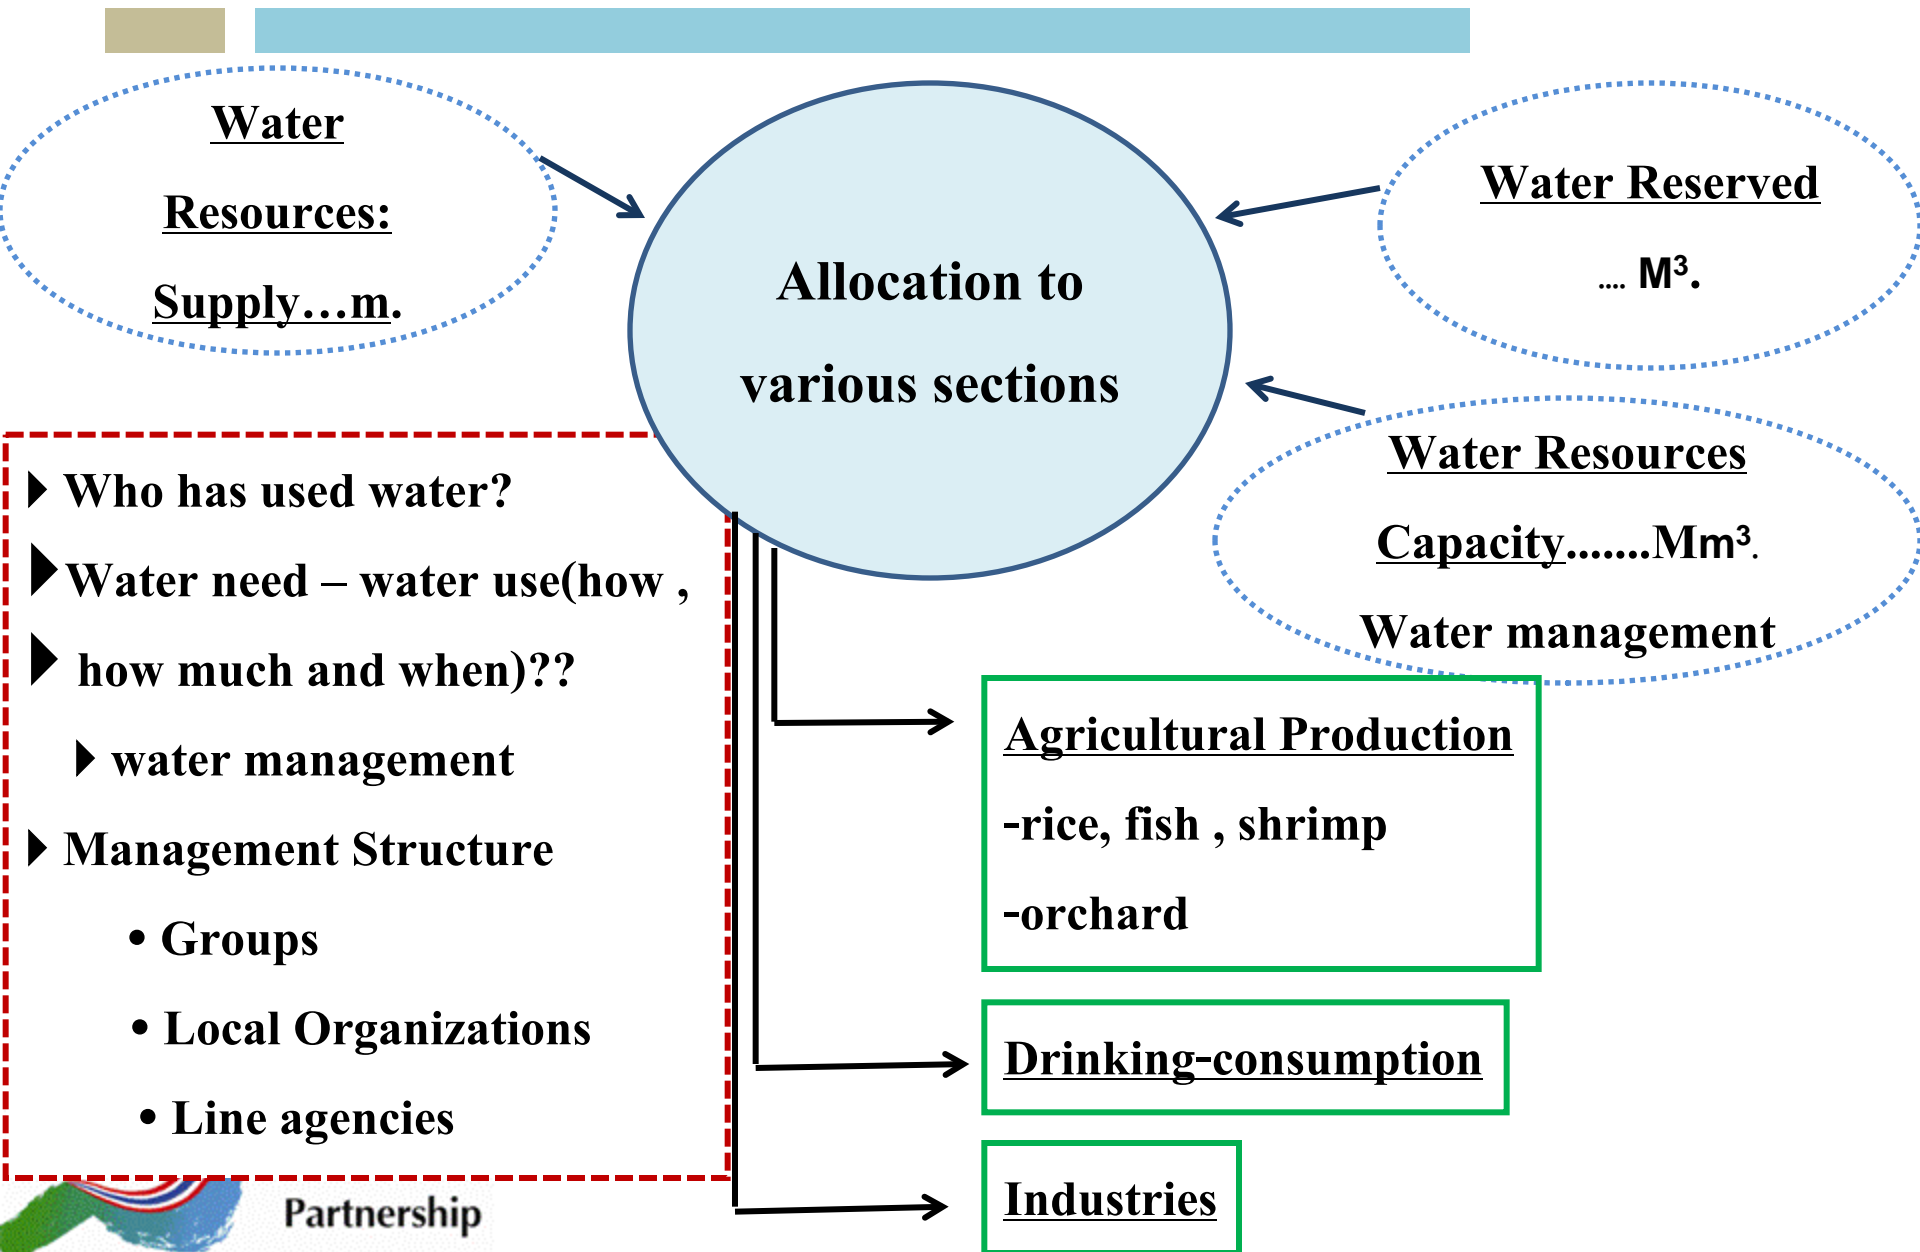 Water
Resources:
Supply…m.
Allocation to
various sections
Water Reserved
.... M³.
Water Resources
Capacity.......Mm³.
Water management
Who has used water?
Water need – water use(how ,
how much and when)??
water management
Management Structure
• Groups
• Local Organizations
• Line agencies
Agricultural Production
-rice, fish , shrimp
-orchard
Drinking-consumption
Industries
Partnership